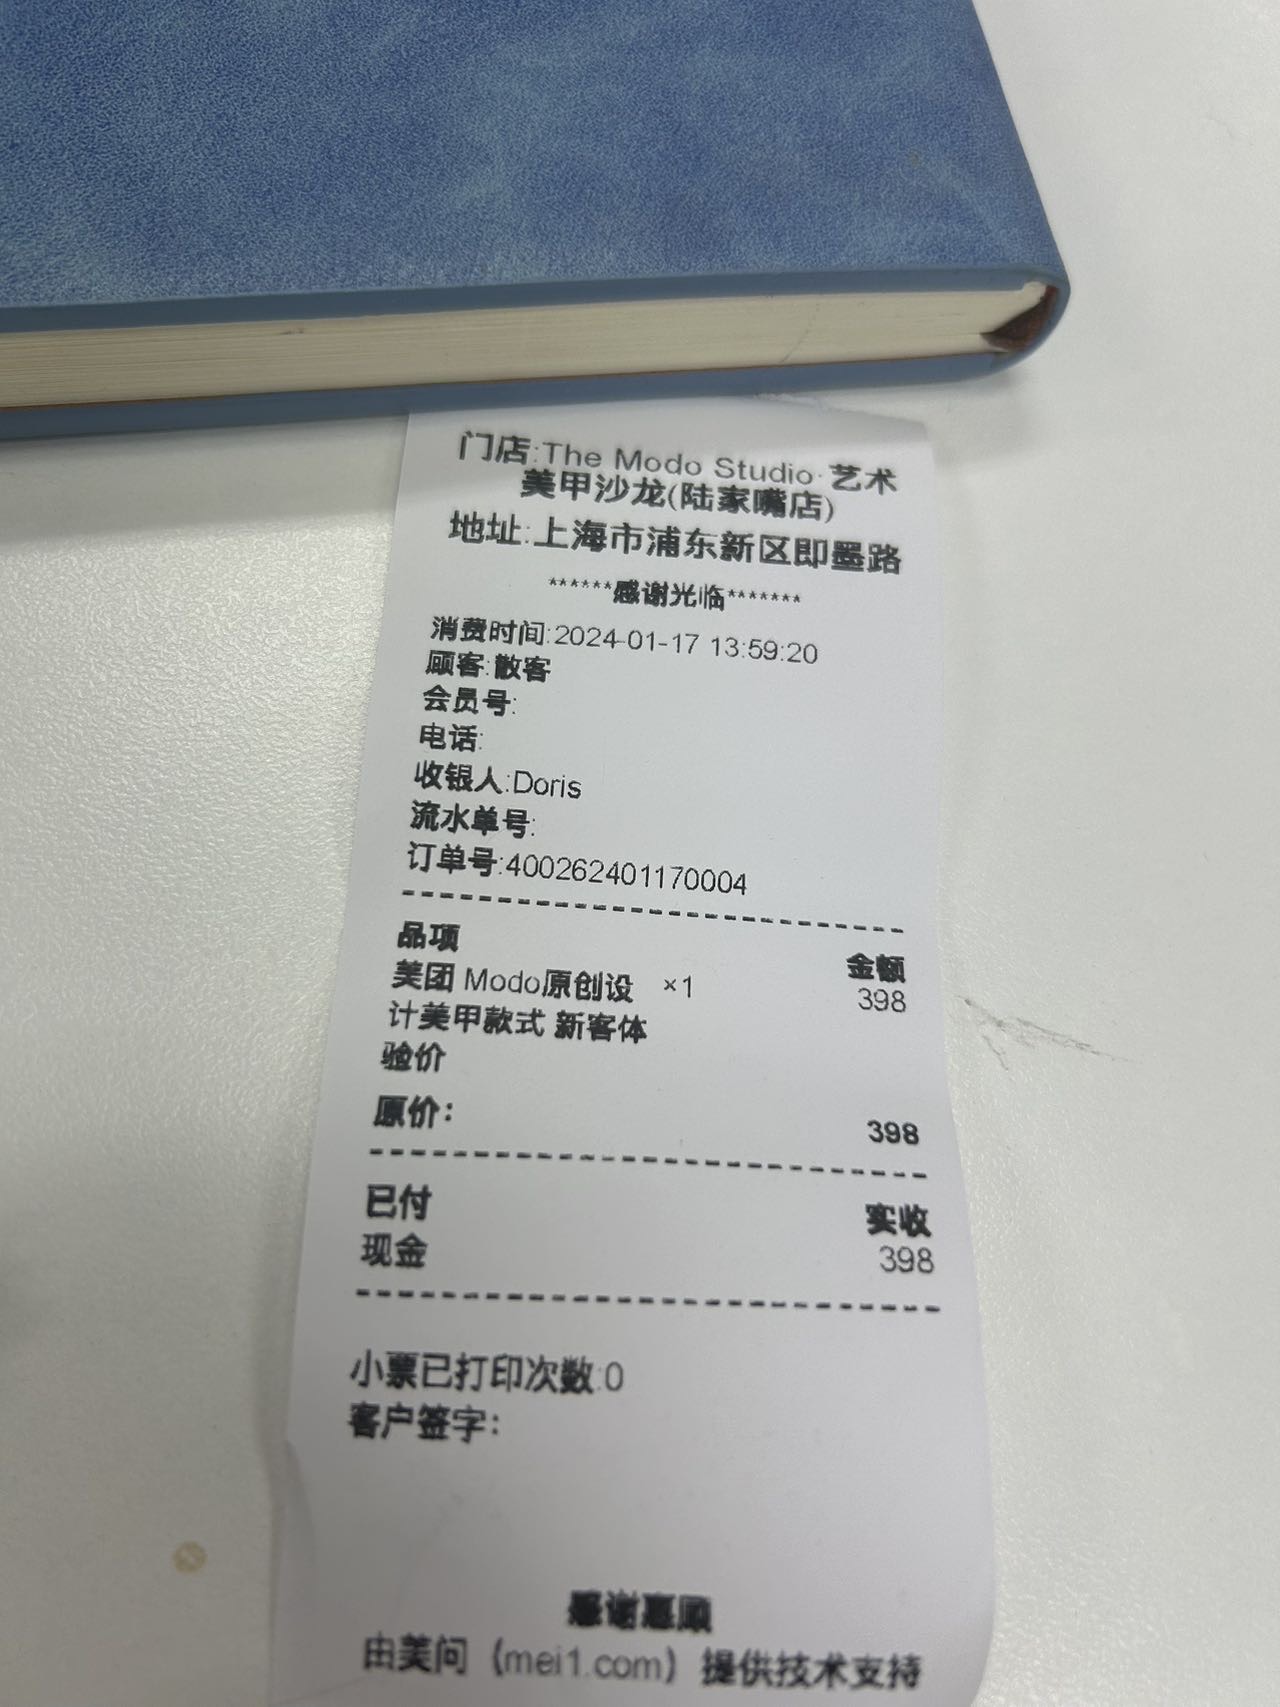 门店:The Modo Studio·艺术
美甲沙龙(陆家嘴店)
地址:上海市浦东新区即墨路
******感谢光临*******
消费时间:2024-01-17 13:59:20
顾客:散客
会员号:
电话:
收银人:Doris
流水单号:
订单号:400262401170004
品项 金额
美团 Modo原创设 ×1 398
计美甲款式 新客体
验价
原价: 398
已付 实收
现金 398
小票已打印次数:0
客户签字:
感谢惠顾
由美问（mei1.com）提供技术支持